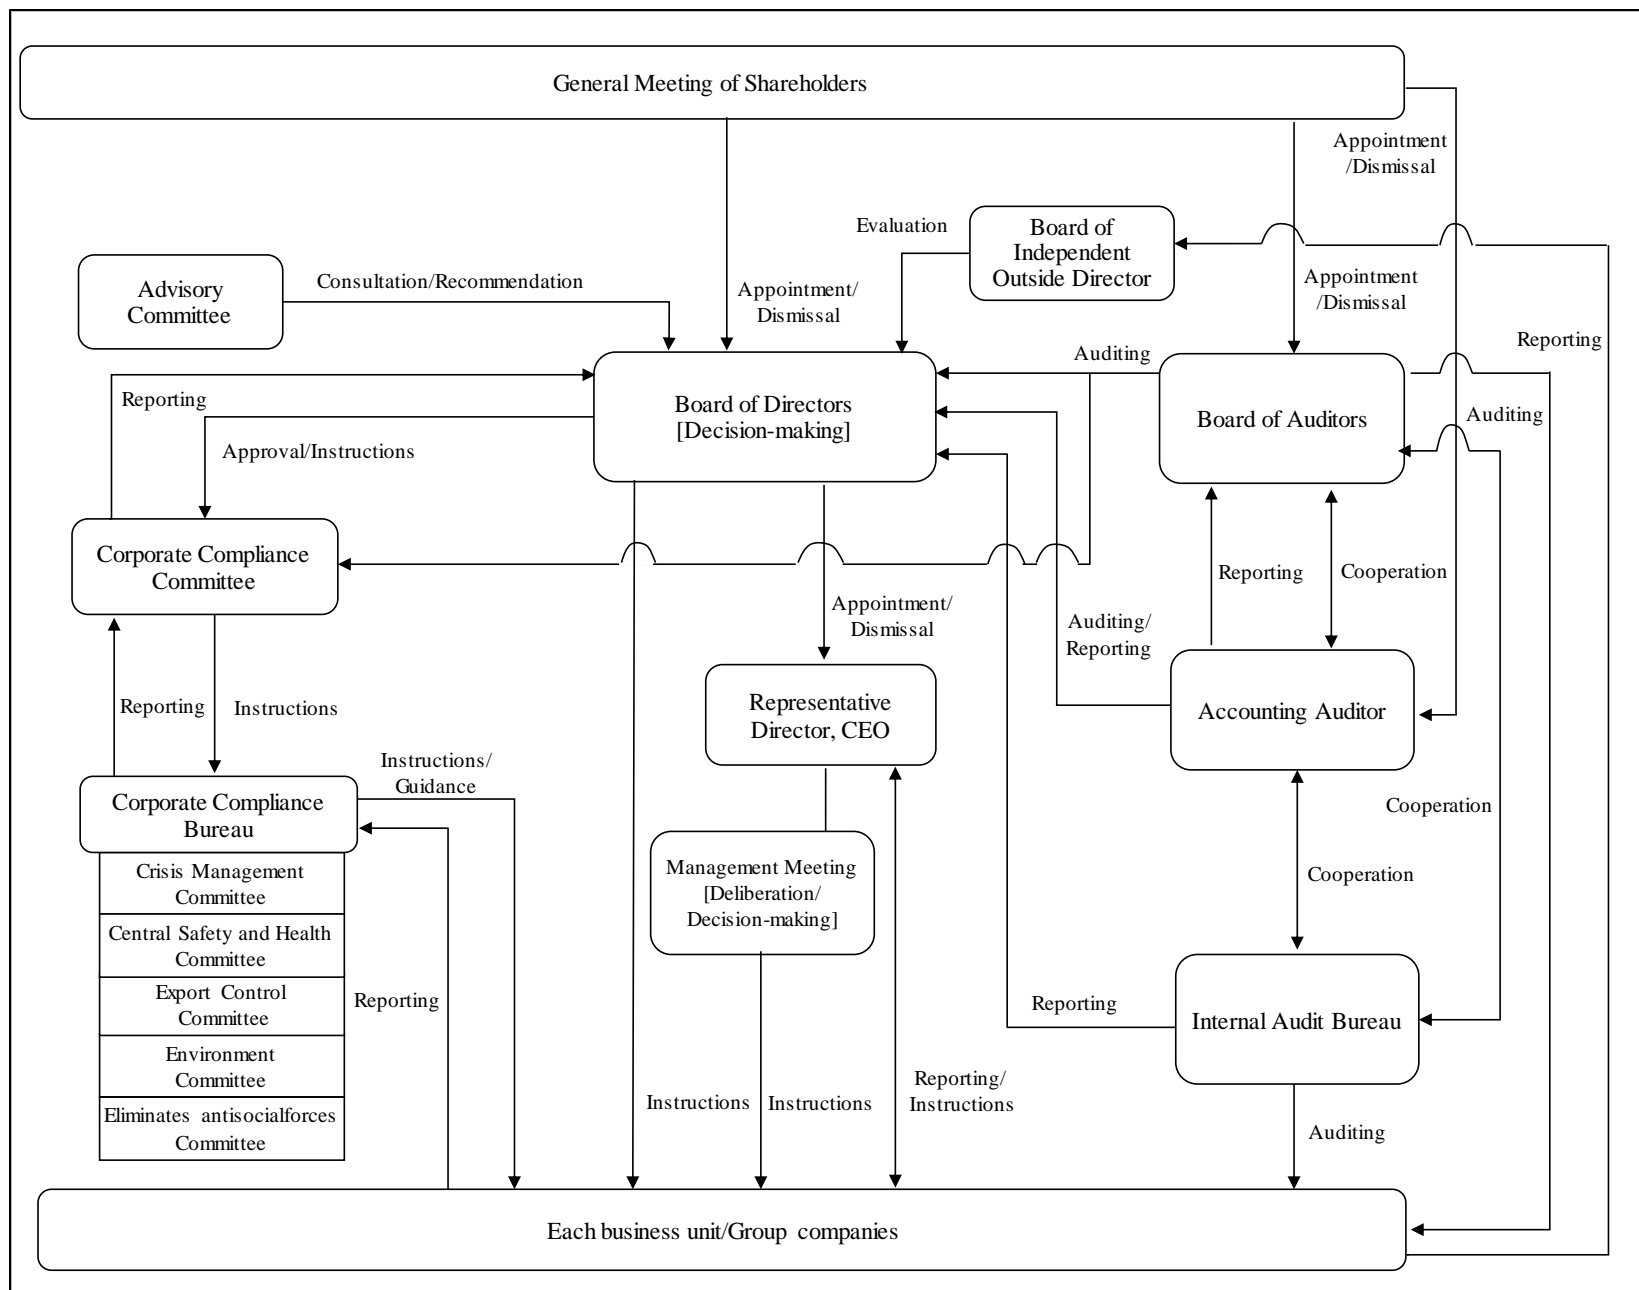 General Meeting of Shareholders
Appointment
/Dismissal
Evaluation
Board of
Independent
Outside Director
Advisory
Committee
Consultation/Recommendation
Appointment/
Dismissal
Appointment
/Dismissal
Reporting
Auditing
Reporting
Board of Directors
[Decision-making]
Board of Auditors
Auditing
Approval/Instructions
Corporate Compliance
Committee
Reporting
Cooperation
Appointment/
Dismissal
Auditing/
Reporting
Reporting
Instructions
Representative
Director, CEO
Accounting Auditor
Instructions/
Guidance
Corporate Compliance
Bureau
Cooperation
Crisis Management
Committee
Central Safety and Health
Committee
Export Control
Committee
Environment
Committee
Eliminates antisocialforces
Committee
Management Meeting
[Deliberation/
Decision-making]
Cooperation
Reporting
Reporting
Internal Audit Bureau
Instructions
Instructions
Reporting/
Instructions
Auditing
Each business unit/Group companies